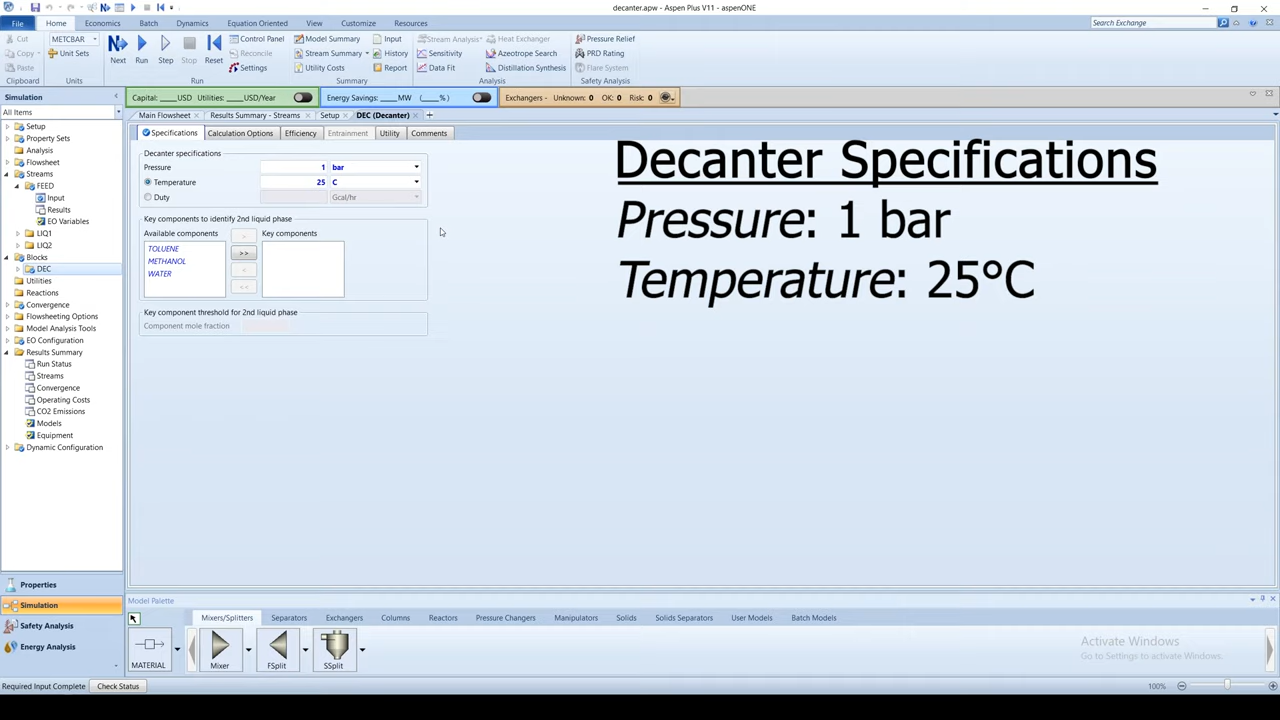 decanter.apw - Aspen Plus V11 - aspenONE
File Home Economics Batch Dynamics Equation Oriented View Customize Resources Search Exchange
Cut METCBAR Control Panel Model Summary Input Stream Analysis Heat Exchanger Pressure Relief
Copy Unit Sets Reconcile Stream Summary History Sensitivity Azeotrope Search PRD Rating
Paste Next Run Step Stop Reset Settings Utility Costs Report Data Fit Distillation Synthesis Flare System
Clipboard Units Run Summary Analysis Safety Analysis
Simulation Capital: ____USD Utilities: ____USD/Year Energy Savings: ____MW (____%) Exchangers - Unknown: 0 OK: 0 Risk: 0
All Items Main Flowsheet Results Summary - Streams Setup DEC (Decanter)
Setup
Property Sets
Analysis
Flowsheet
Streams
FEED
Input
Results
EO Variables
LIQ1
LIQ2
Blocks
DEC
Utilities
Reactions
Convergence
Flowsheeting Options
Model Analysis Tools
EO Configuration
Results Summary
Run Status
Streams
Convergence
Operating Costs
CO2 Emissions
Models
Equipment
Dynamic Configuration
Properties
Simulation
Safety Analysis
Energy Analysis
Specifications Calculation Options Efficiency Entrainment Utility Comments
Decanter specifications
Pressure 1 bar
Temperature 25 C
Duty Gcal/hr
Key components to identify 2nd liquid phase
Available components Key components
TOLUENE
METHANOL
WATER
>
>>
<
<<
Key component threshold for 2nd liquid phase
Component mole fraction
Decanter Specifications
Pressure: 1 bar
Temperature: 25°C
Model Palette
Mixers/Splitters Separators Exchangers Columns Reactors Pressure Changers Manipulators Solids Solids Separators User Models Batch Models
MATERIAL Mixer FSplit SSplit
Activate Windows
Go to Settings to activate Windows.
Required Input Complete Check Status 100%